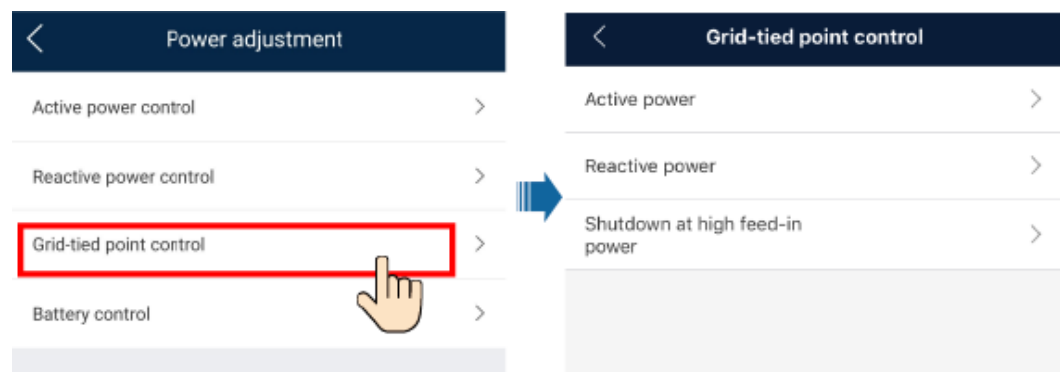 Power adjustment
Active power control
Reactive power control
Grid-tied point control
Battery control
Grid-tied point control
Active power
Reactive power
Shutdown at high feed-in
power